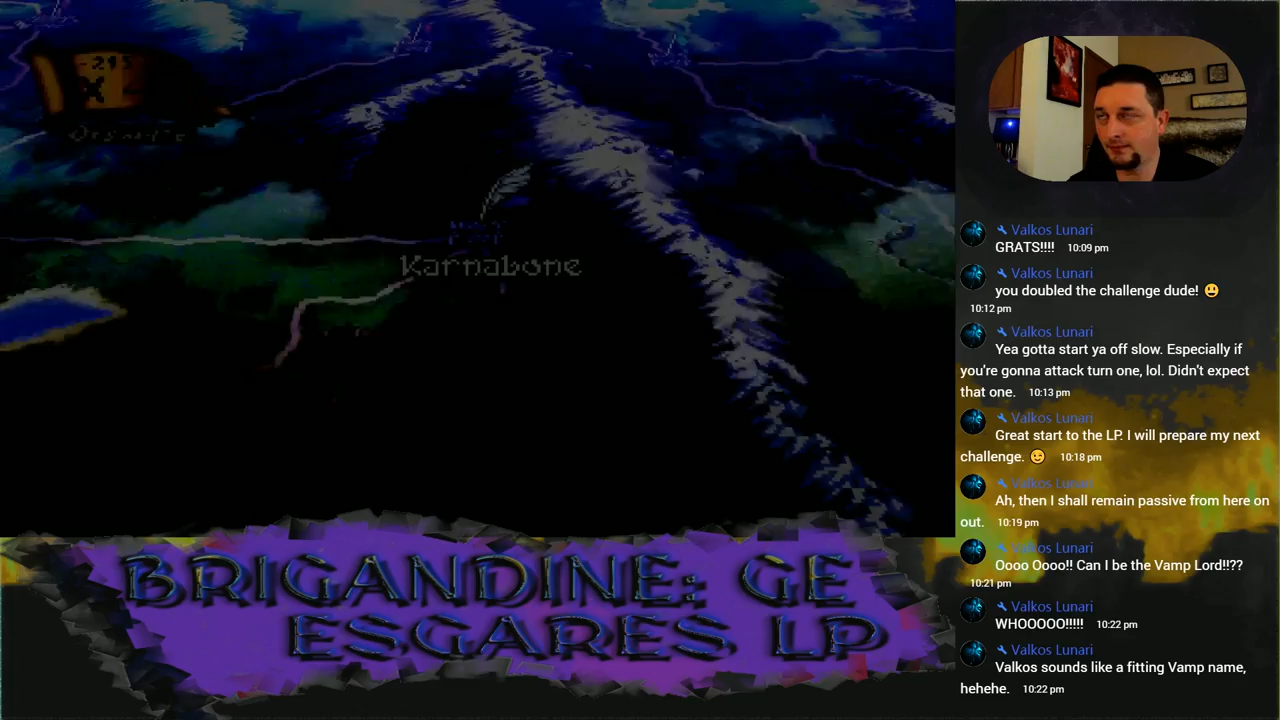 -215
Karnabone
BRIGANDINE: GE
ESGARES LP
Valkos Lunari
GRATS!!!! 10:09 pm
Valkos Lunari
you doubled the challenge dude! 😃
10:12 pm
Valkos Lunari
Yea gotta start ya off slow. Especially if
you're gonna attack turn one, lol. Didn't expect
that one. 10:13 pm
Valkos Lunari
Great start to the LP. I will prepare my next
challenge. 😉 10:18 pm
Valkos Lunari
Ah, then I shall remain passive from here on
out. 10:19 pm
Valkos Lunari
Oooo Oooo!! Can I be the Vamp Lord!!??
10:21 pm
Valkos Lunari
WHOOOOO!!!!! 10:22 pm
Valkos Lunari
Valkos sounds like a fitting Vamp name,
hehehe. 10:22 pm